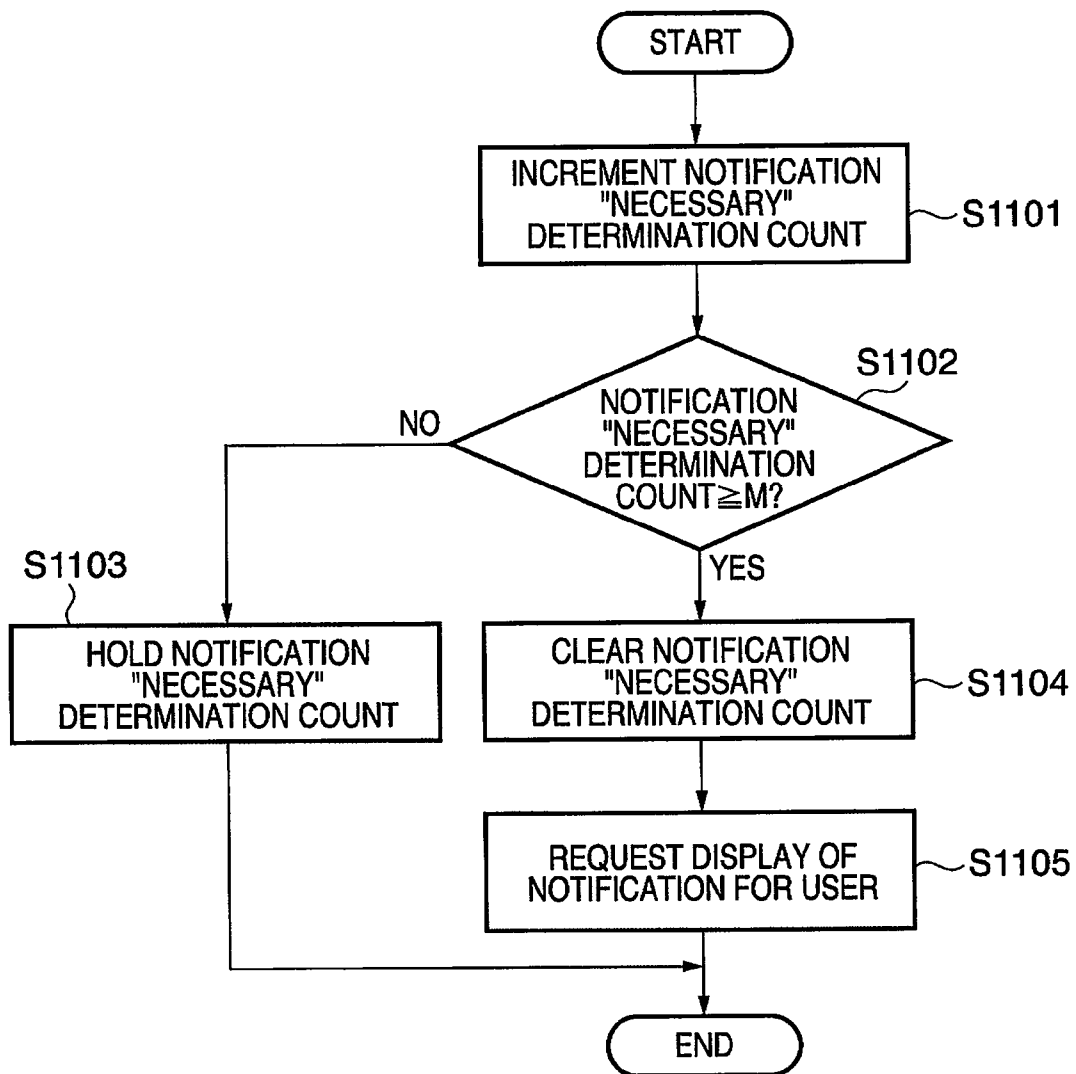 START
INCREMENT NOTIFICATION
"NECESSARY"
DETERMINATION COUNT
S1101
S1102
NOTIFICATION
"NECESSARY"
DETERMINATION
COUNT≧M?
NO
YES
S1103
HOLD NOTIFICATION
"NECESSARY"
DETERMINATION COUNT
CLEAR NOTIFICATION
"NECESSARY"
DETERMINATION COUNT
S1104
REQUEST DISPLAY OF
NOTIFICATION FOR USER
S1105
END